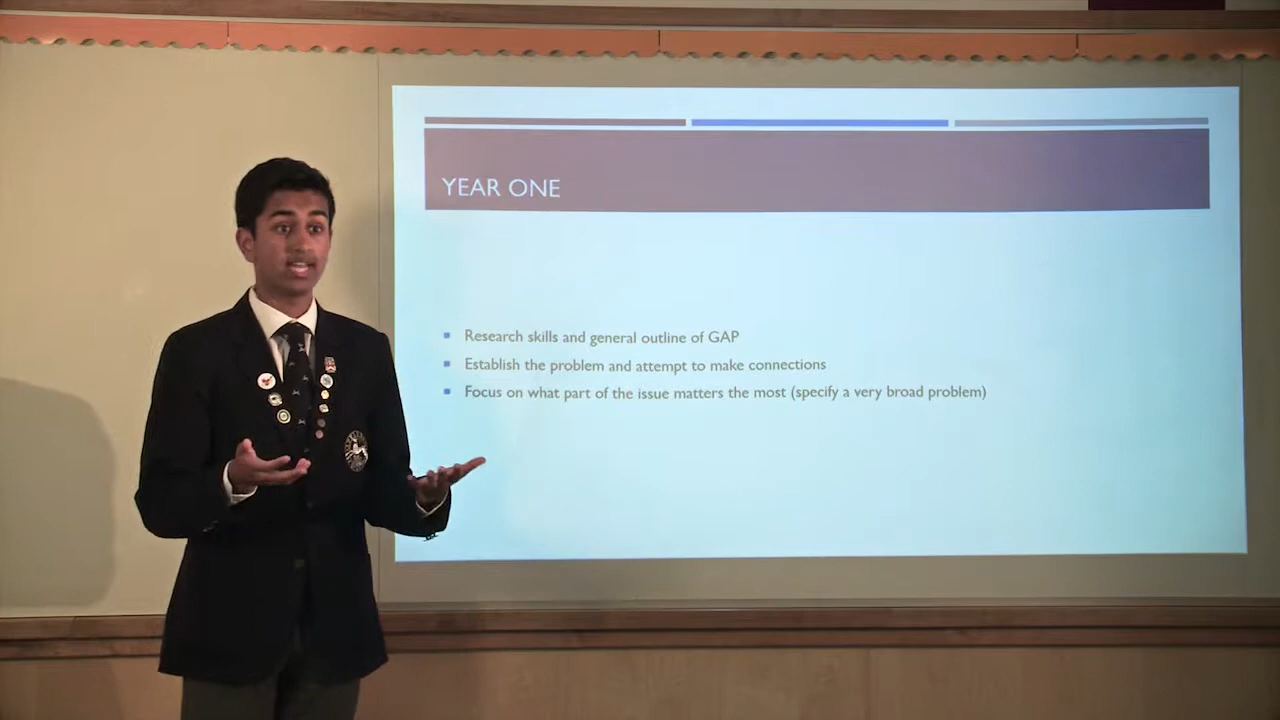 YEAR ONE
Research skills and general outline of GAP
Establish the problem and attempt to make connections
Focus on what part of the issue matters the most (specify a very broad problem)